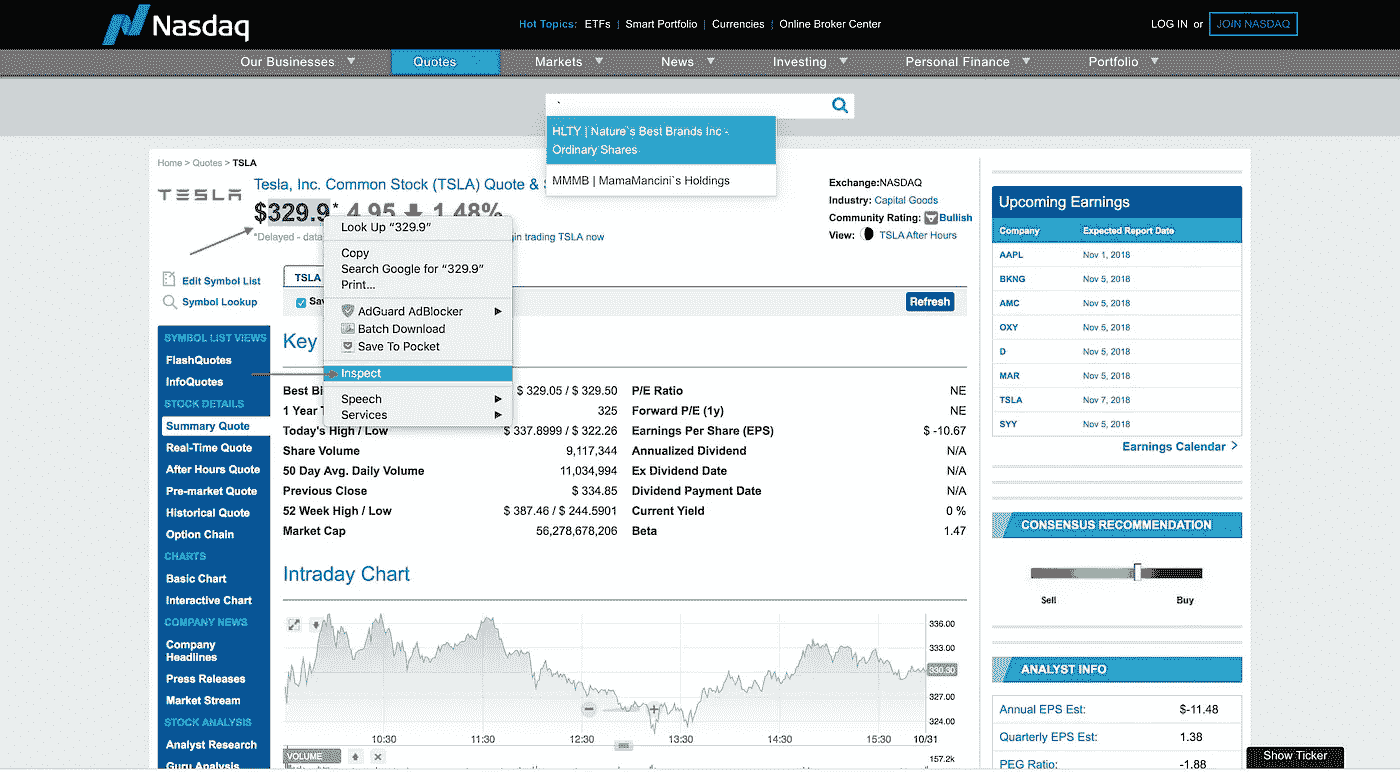 Nasdaq
Hot Topics: ETFs | Smart Portfolio | Currencies | Online Broker Center
LOG IN or JOIN NASDAQ
Our Businesses ▼ Quotes Markets ▼ News ▼ Investing ▼ Personal Finance ▼ Portfolio ▼
`
HLTY | Nature`s Best Brands Inc -
Ordinary Shares
MMMB | MamaMancini`s Holdings
Home > Quotes > TSLA
TESLA
Tesla, Inc. Common Stock (TSLA) Quote &
$329.9* 4.95 1.48%
*Delayed - data
in trading TSLA now
Exchange:NASDAQ
Industry: Capital Goods
Community Rating: Bullish
View: TSLA After Hours
Edit Symbol List
Symbol Lookup
TSLA
Refresh
Look Up “329.9”
Copy
Search Google for “329.9”
Print...
AdGuard AdBlocker ▶
Batch Download
Save To Pocket
Inspect
Speech ▶
Services ▶
SYMBOL LIST VIEWS
FlashQuotes
InfoQuotes
STOCK DETAILS
Summary Quote
Real-Time Quote
After Hours Quote
Pre-market Quote
Historical Quote
Option Chain
CHARTS
Basic Chart
Interactive Chart
COMPANY NEWS
Company
Headlines
Press Releases
Market Stream
STOCK ANALYSIS
Analyst Research
Guru Analysis
Key
Best Bi $ 329.05 / $ 329.50 P/E Ratio NE
1 Year T 325 Forward P/E (1y) NE
Today's High / Low $ 337.8999 / $ 322.26 Earnings Per Share (EPS) $ -10.67
Share Volume 9,117,344 Annualized Dividend N/A
50 Day Avg. Daily Volume 11,034,994 Ex Dividend Date N/A
Previous Close $ 334.85 Dividend Payment Date N/A
52 Week High / Low $ 387.46 / $ 244.5901 Current Yield 0 %
Market Cap 56,278,678,206 Beta 1.47
Intraday Chart
336.00
333.00
330.30
327.00
324.00
10:30 11:30 12:30 13:30 14:30 15:30 10/31
VOLUME
157.2k
Upcoming Earnings
Company Expected Report Date
AAPL Nov 1, 2018
BKNG Nov 5, 2018
AMC Nov 5, 2018
OXY Nov 5, 2018
D Nov 5, 2018
MAR Nov 5, 2018
TSLA Nov 7, 2018
SYY Nov 5, 2018
Earnings Calendar >
CONSENSUS RECOMMENDATION
Sell Buy
ANALYST INFO
Annual EPS Est: $-11.48
Quarterly EPS Est: 1.38
PEG Ratio: -1.88
Show Ticker